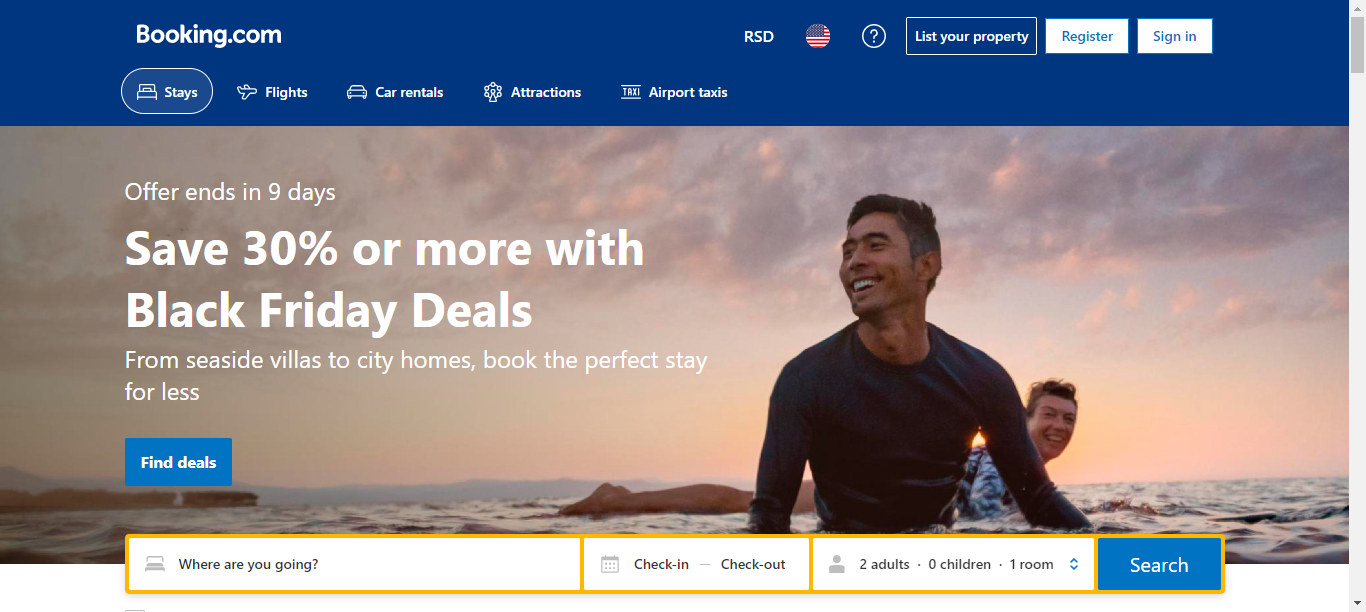 Booking.com
RSD
?
List your property
Register
Sign in
Stays
Flights
Car rentals
Attractions
TAXI
Airport taxis
Offer ends in 9 days
Save 30% or more with
Black Friday Deals
From seaside villas to city homes, book the perfect stay
for less
Find deals
Where are you going?
Check-in — Check-out
2 adults · 0 children · 1 room
Search